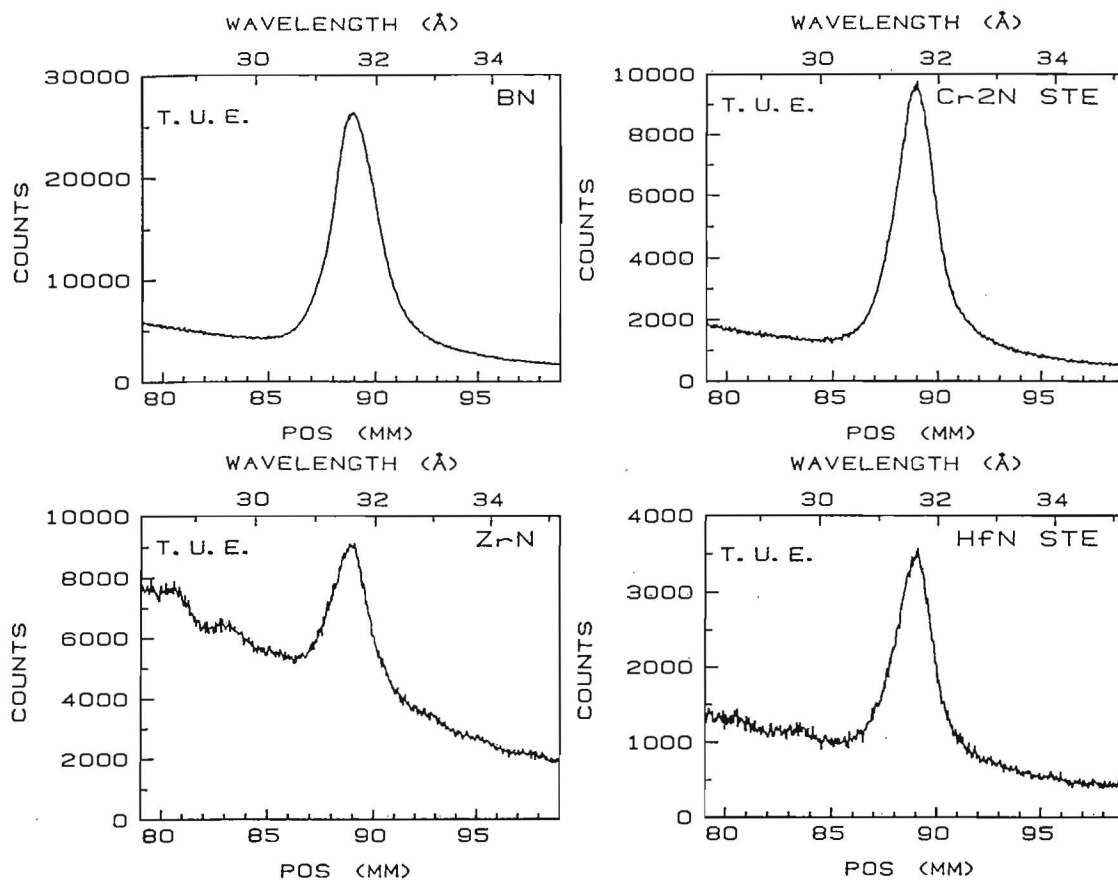 WAVELENGTH (Å)
30 32 34
BN
T. U. E.
30000
20000
10000
0
COUNTS
80 85 90 95
POS (MM)
WAVELENGTH (Å)
30 32 34
Cr2N STE
T. U. E.
10000
8000
6000
4000
2000
0
COUNTS
80 85 90 95
POS (MM)
WAVELENGTH (Å)
30 32 34
ZrN
T. U. E.
10000
8000
6000
4000
2000
0
COUNTS
80 85 90 95
POS (MM)
WAVELENGTH (Å)
30 32 34
HfN STE
T. U. E.
4000
3000
2000
1000
0
COUNTS
80 85 90 95
POS (MM)